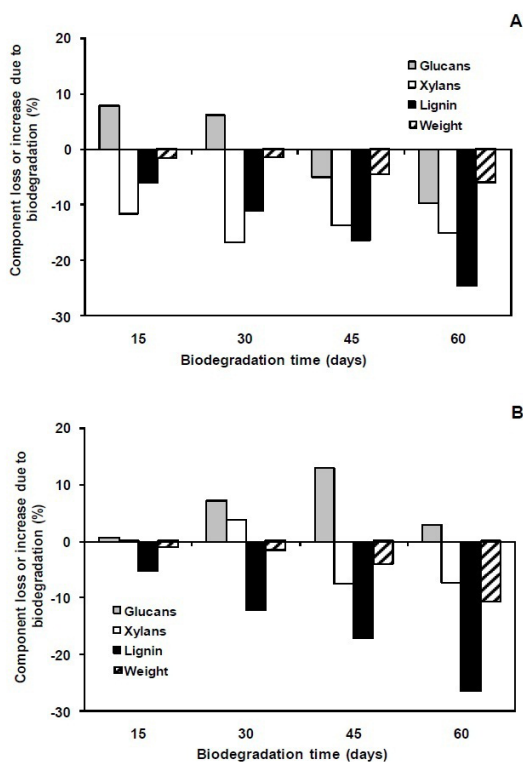 A
Component loss or increase due to
biodegradation (%)
20
10
0
-10
-20
-30
Glucans
Xylans
Lignin
Weight
15 30 45 60
Biodegradation time (days)
B
Component loss or increase due to
biodegradation (%)
20
10
0
-10
-20
-30
Glucans
Xylans
Lignin
Weight
15 30 45 60
Biodegradation time (days)